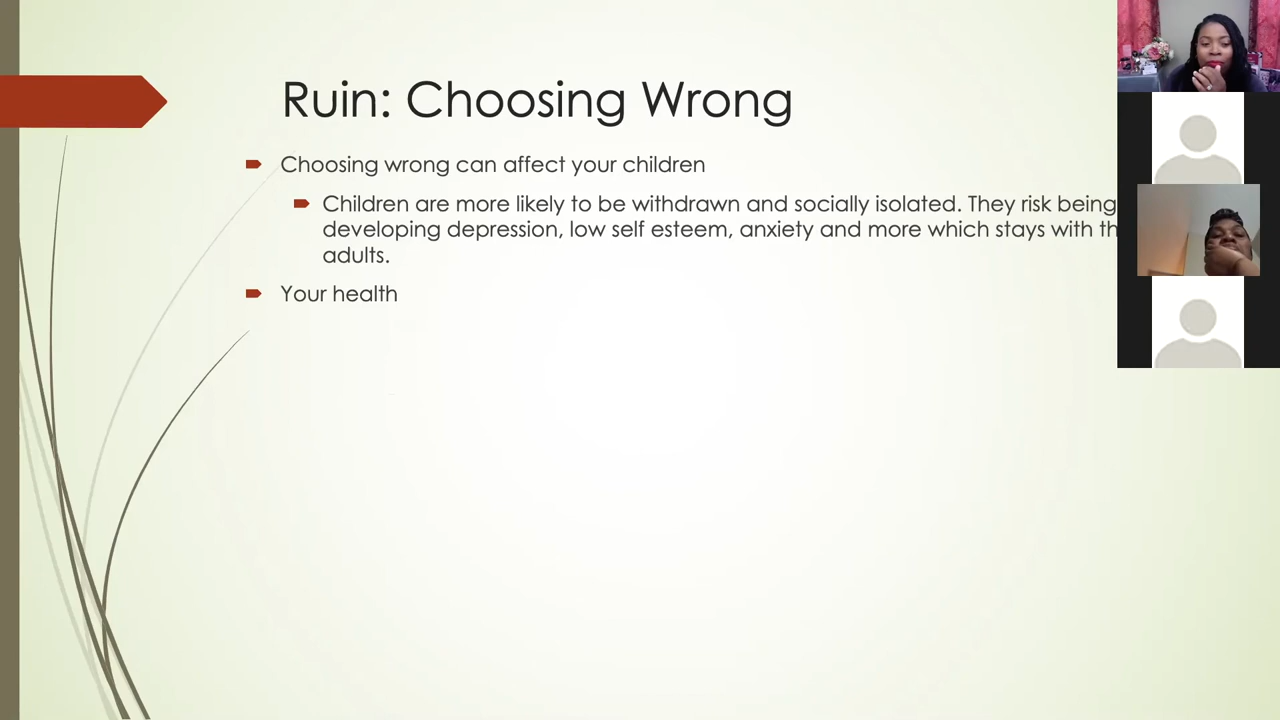 Ruin: Choosing Wrong
Choosing wrong can affect your children
Children are more likely to be withdrawn and socially isolated. They risk being
developing depression, low self esteem, anxiety and more which stays with
adults.
Your health